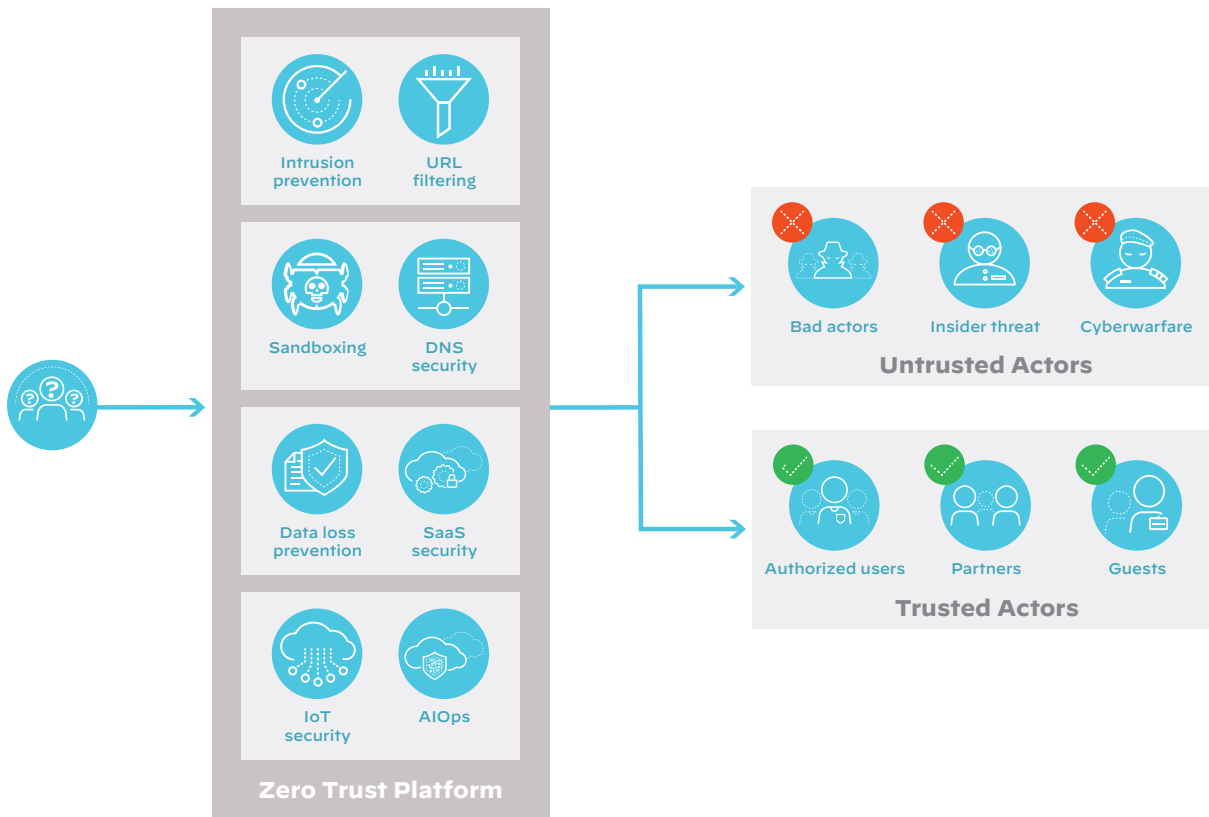 Intrusion
prevention
URL
filtering
Sandboxing
DNS
security
Data loss
prevention
SaaS
security
IoT
security
AIOps
Zero Trust Platform
? ? ?
Bad actors
Insider threat
Cyberwarfare
Untrusted Actors
Authorized users
Partners
Guests
Trusted Actors